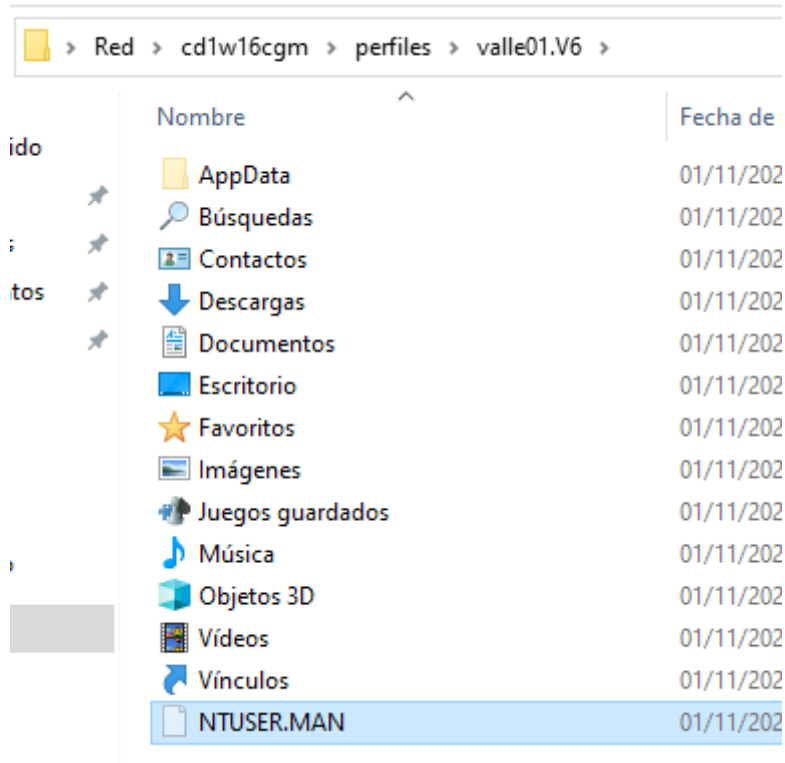 Red > cd1w16cgm > perfiles > valle01.V6 >
Nombre Fecha de
ido
AppData 01/11/202
Búsquedas 01/11/202
Contactos 01/11/202
tos
Descargas 01/11/202
Documentos 01/11/202
Escritorio 01/11/202
Favoritos 01/11/202
Imágenes 01/11/202
Juegos guardados 01/11/202
Música 01/11/202
Objetos 3D 01/11/202
Vídeos 01/11/202
Vínculos 01/11/202
NTUSER.MAN 01/11/202